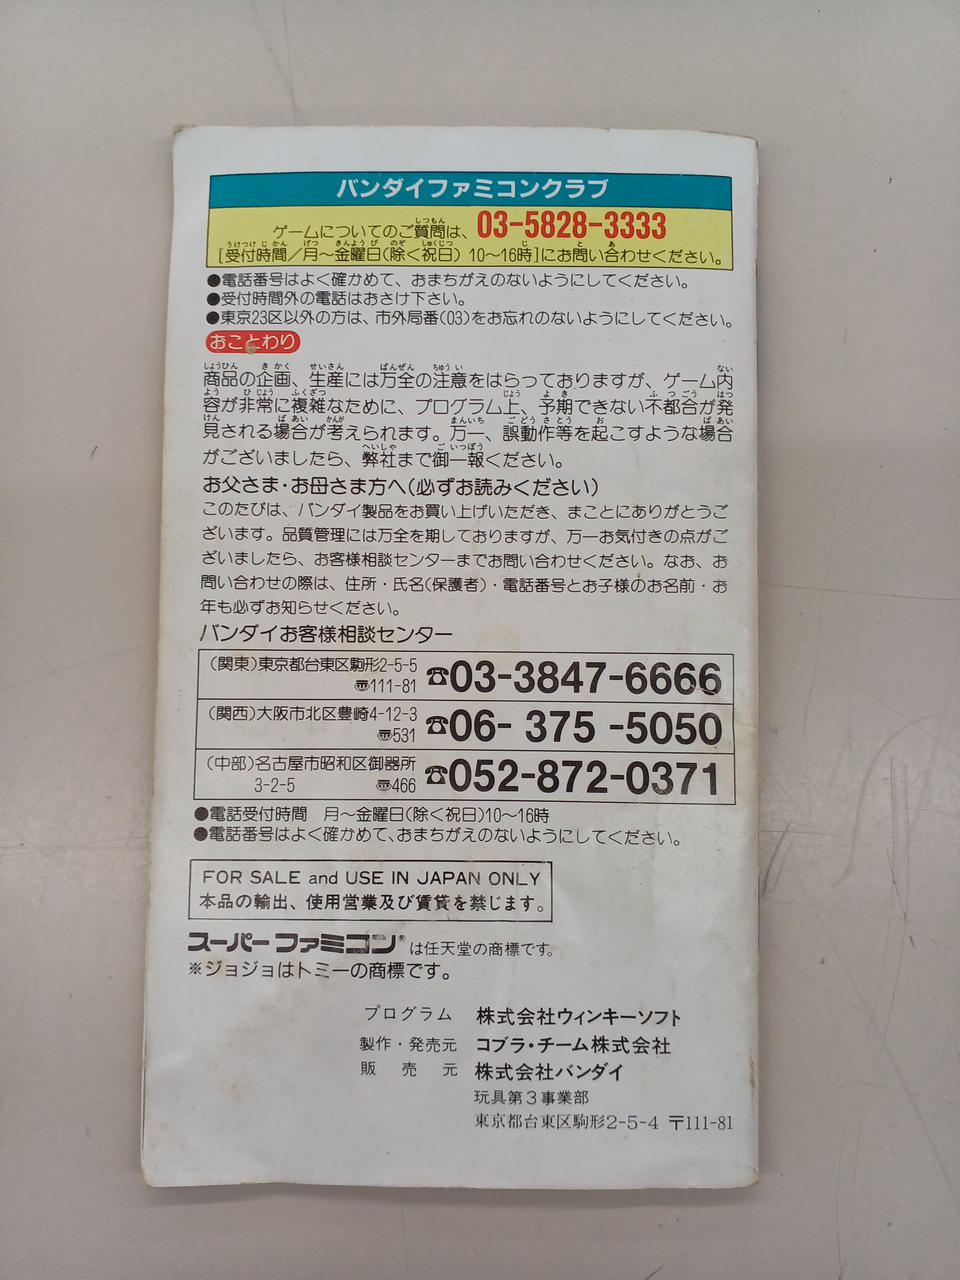 バンダイファミコンクラブ
ゲームについてのご質問は、03-5828-3333
[受付時間/月〜金曜日(除く祝日) 10〜16時]にお問い合わせください。
●電話番号はよく確かめて、おまちがえのないようにしてください。
●受付時間外の電話はおさけ下さい。
●東京23区以外の方は、市外局番(03)をお忘れのないようにしてください。
おことわり
商品の企画、生産には万全の注意をはらっておりますが、ゲーム内
容が非常に複雑なために、プログラム上、予期できない不都合が発
見される場合が考えられます。万一、誤動作等を起こすような場合
がございましたら、弊社まで御一報ください。
お父さま・お母さま方へ(必ずお読みください)
このたびは、バンダイ製品をお買い上げいただき、まことにありがとうご
ざいます。品質管理には万全を期しておりますが、万一お気付きの点がご
ざいましたら、お客様相談センターまでお問い合わせください。なお、お
問い合わせの際は、住所・氏名(保護者)・電話番号とお子様のお名前・お
年も必ずお知らせください。
バンダイお客様相談センター
(関東)東京都台東区駒形2-5-5
〠111-81 ☎03-3847-6666
(関西)大阪市北区豊崎4-12-3
〠531 ☎06- 375 -5050
(中部)名古屋市昭和区御器所
3-2-5 〠466 ☎052-872-0371
●電話受付時間 月〜金曜日(除く祝日)10〜16時
●電話番号はよく確かめて、おまちがえのないようにしてください。
FOR SALE and USE IN JAPAN ONLY
本品の輸出、使用営業及び賃貸を禁じます。
スーパーファミコン®は任天堂の商標です。
※ジョジョはトミーの商標です。
プログラム 株式会社ウィンキーソフト
製作・発売元 コブラ・チーム株式会社
販売元 株式会社バンダイ
玩具第3事業部
東京都台東区駒形2-5-4 〒111-81